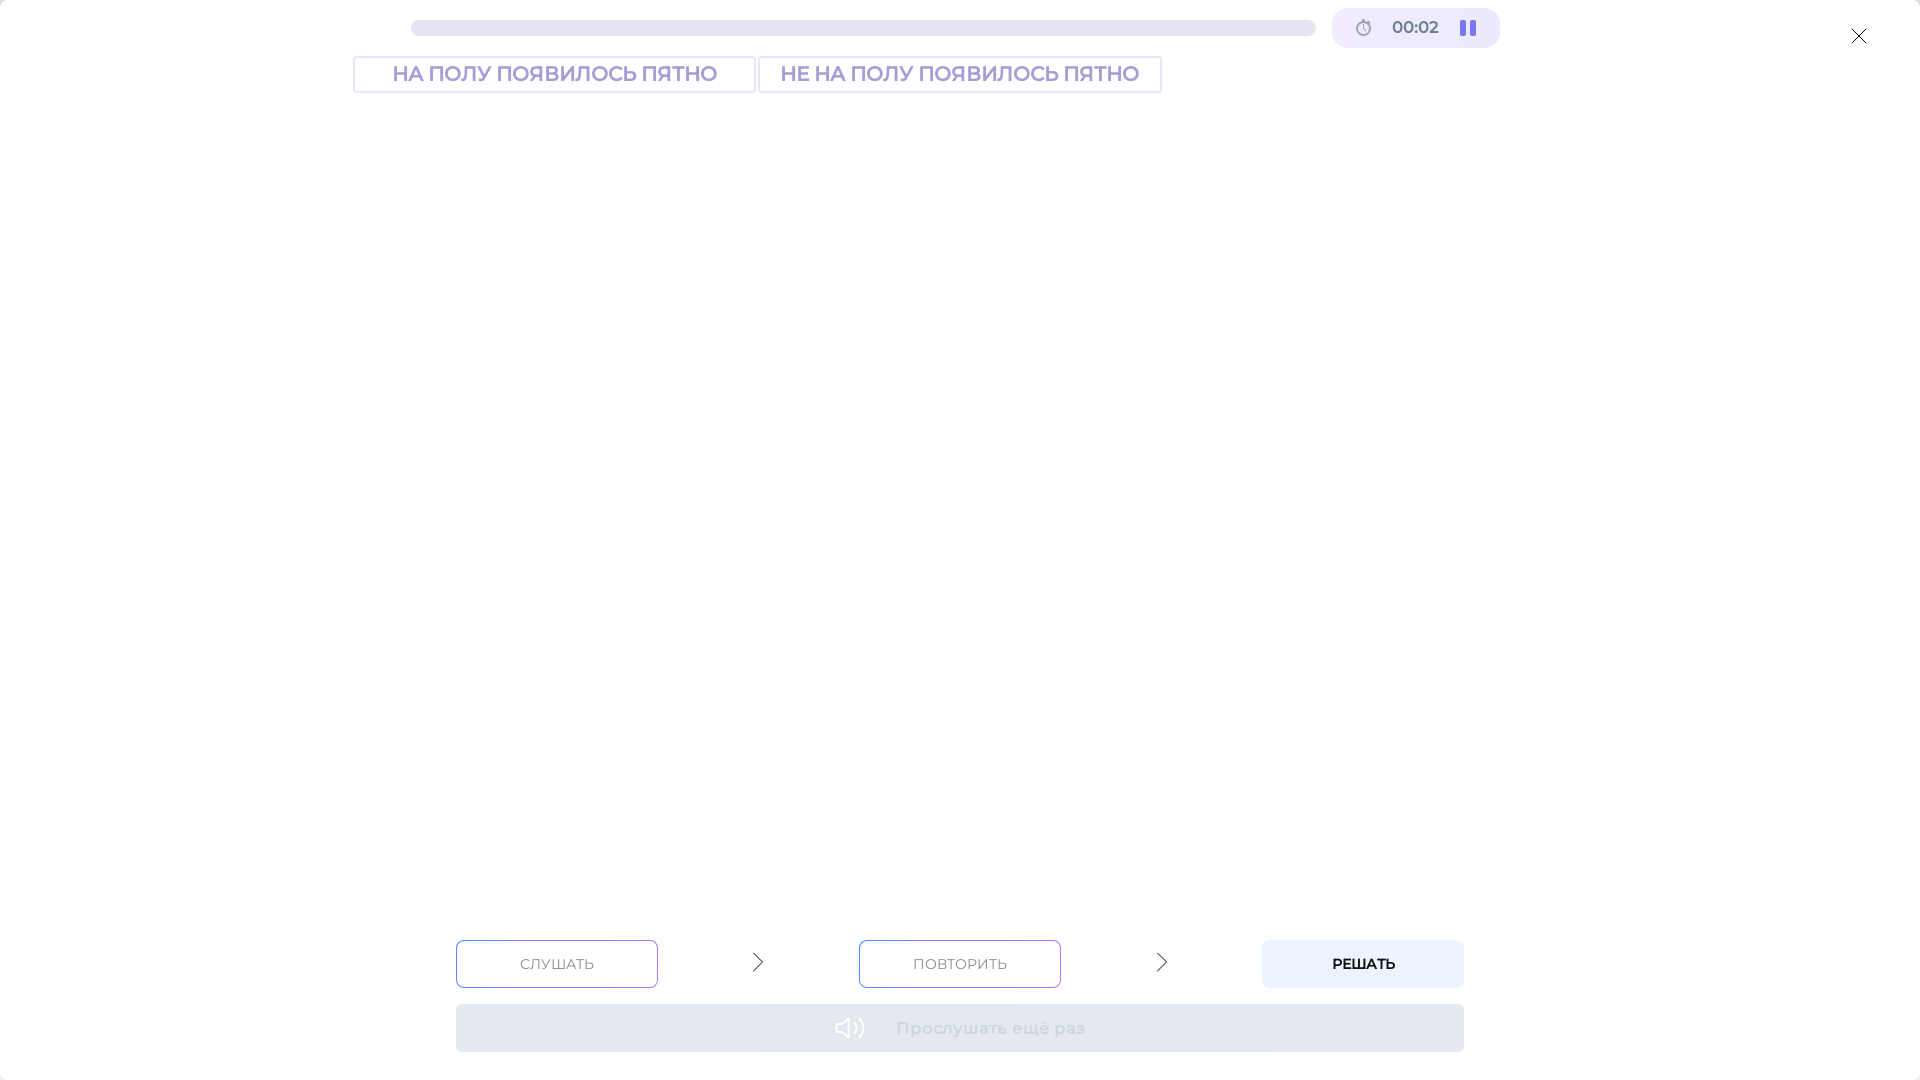 00:02
НА ПОЛУ ПОЯВИЛОСЬ ПЯТНО
НЕ НА ПОЛУ ПОЯВИЛОСЬ ПЯТНО
СЛУШАТЬ
ПОВТОРИТЬ
РЕШАТЬ
Прослушать ещё раз